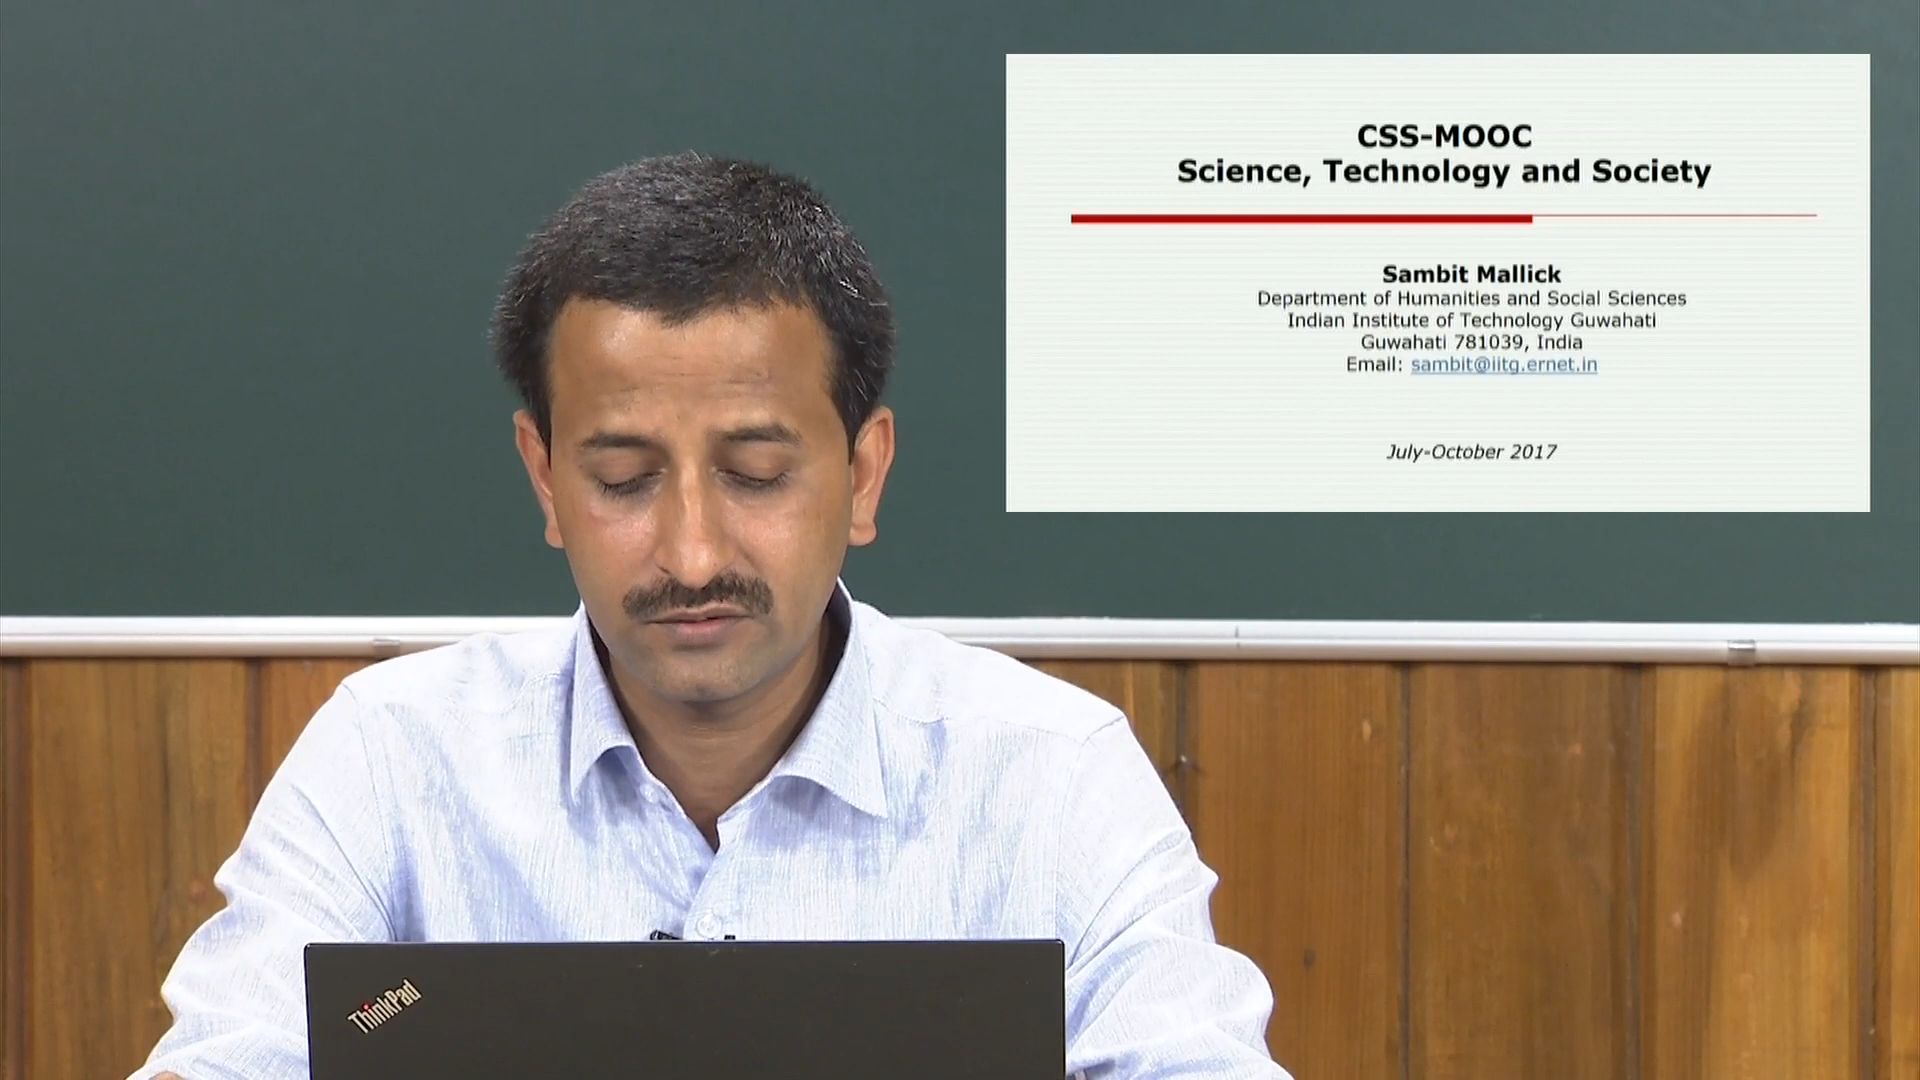 CSS-MOOC
Science, Technology and Society
Sambit Mallick
Department of Humanities and Social Sciences
Indian Institute of Technology Guwahati
Guwahati 781039, India
Email: sambit@iitg.ernet.in
July-October 2017
ThinkPad